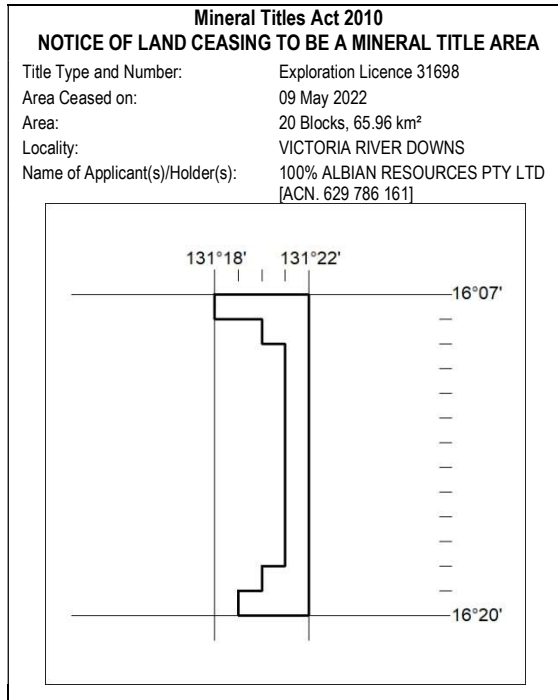 Mineral Titles Act 2010
NOTICE OF LAND CEASING TO BE A MINERAL TITLE AREA
Title Type and Number: Exploration Licence 31698
Area Ceased on: 09 May 2022
Area: 20 Blocks, 65.96 km²
Locality: VICTORIA RIVER DOWNS
Name of Applicant(s)/Holder(s): 100% ALBIAN RESOURCES PTY LTD
[ACN. 629 786 161]
131°18' 131°22'
16°07'
16°20'